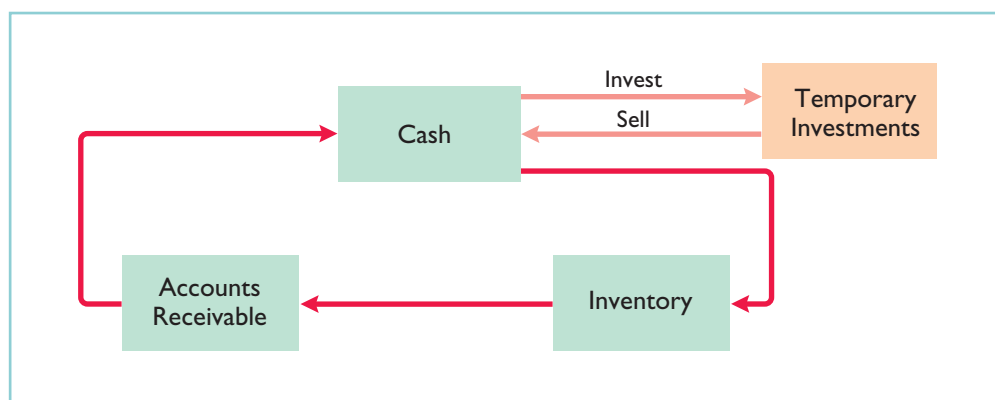 Invest
Temporary
Investments
Cash
Sell
Accounts
Receivable
Inventory